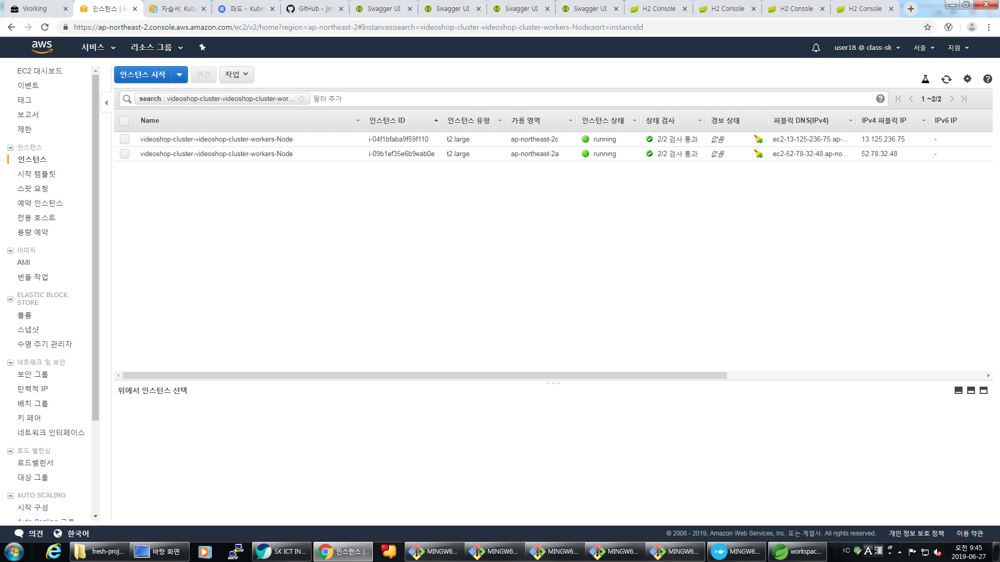 Working
인스턴스 | E
자습서: Kube
파드 - Kuber
GitHub - jim
Swagger UI
Swagger UI
Swagger UI
Swagger UI
H2 Console
H2 Console
H2 Console
H2 Console
https://ap-northeast-2.console.aws.amazon.com/ec2/v2/home?region=ap-northeast-2#Instances:search=videoshop-cluster-videoshop-cluster-workers-Node;sort=instanceId
aws
서비스
리소스 그룹
user18 @ class-sk
서울
지원
EC2 대시보드
이벤트
태그
보고서
제한
인스턴스
인스턴스
시작 템플릿
스팟 요청
예약 인스턴스
전용 호스트
용량 예약
이미지
AMI
번들 작업
ELASTIC BLOCK
STORE
볼륨
스냅샷
수명 주기 관리자
네트워크 및 보안
보안 그룹
탄력적 IP
배치 그룹
키 페어
네트워크 인터페이스
로드 밸런싱
로드밸런서
대상 그룹
AUTO SCALING
시작 구성
Auto Scaling 그룹
인스턴스 시작
연결
작업
search : videoshop-cluster-videoshop-cluster-wor...
필터 추가
1 ~2/2
Name 인스턴스 ID 인스턴스 유형 가용 영역 인스턴스 상태 상태 검사 경보 상태 퍼블릭 DNS(IPv4) IPv4 퍼블릭 IP IPv6 IP
videoshop-cluster-videoshop-cluster-workers-Node i-04f1bfaba9f59f110 t2.large ap-northeast-2c running 2/2 검사 통과 없음 ec2-13-125-236-75.ap-... 13.125.236.75 -
videoshop-cluster-videoshop-cluster-workers-Node i-09b1ef35e6b9eab0e t2.large ap-northeast-2a running 2/2 검사 통과 없음 ec2-52-78-32-48.ap-no... 52.78.32.48 -
위에서 인스턴스 선택
의견
한국어
© 2008 - 2019, Amazon Web Services, Inc. 또는 계열사. All rights reserved.
개인 정보 보호 정책
이용 약관
fresh-proj...
바탕 화면
SK ICT IN...
인스턴스 |...
MINGW6...
MINGW6...
MINGW6...
MINGW6...
MINGW6...
MINGW6...
workspac...
KO
A 漢
오전 9:45
2019-06-27